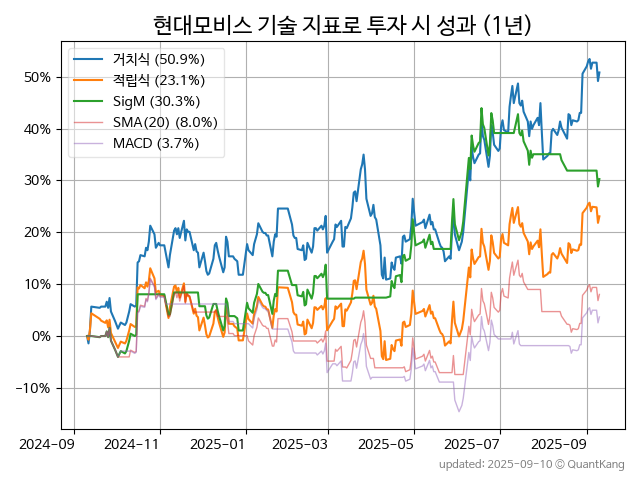 현대모비스 기술 지표로 투자 시 성과 (1년)
거치식 (50.9%)
적립식 (23.1%)
SigM (30.3%)
SMA(20) (8.0%)
MACD (3.7%)
50%
40%
30%
20%
10%
0%
−10%
2024-09
2024-11
2025-01
2025-03
2025-05
2025-07
2025-09
updated: 2025-09-10 © QuantKang